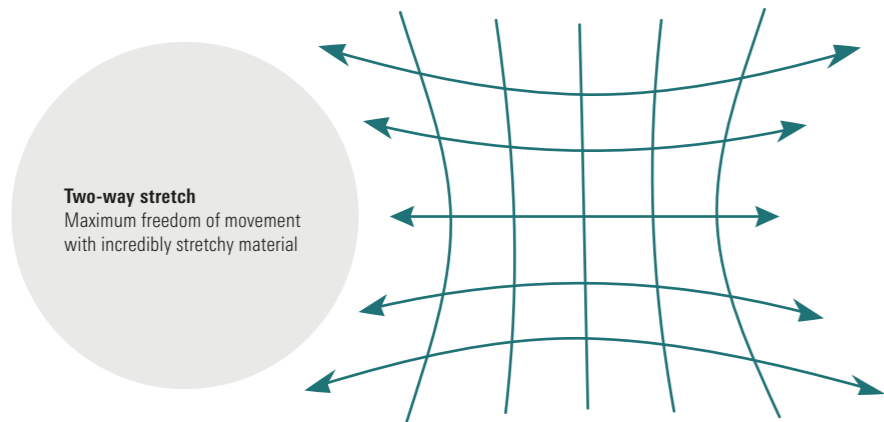 Two-way stretch
Maximum freedom of movement
with incredibly stretchy material